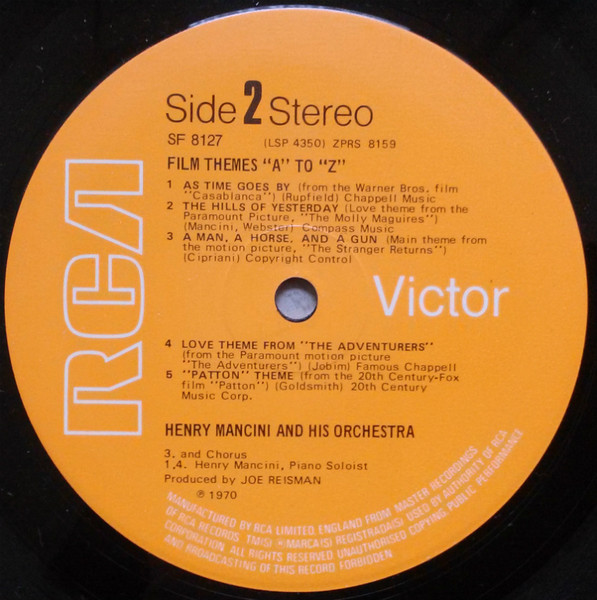 Side 2 Stereo
SF 8127 (LSP 4350) ZPRS 8159
FILM THEMES "A" TO "Z"
1 AS TIME GOES BY (from the Warner Bros. film
"Casablanca") (Rupfield) Chappell Music
2 THE HILLS OF YESTERDAY (Love theme from the
Paramount Picture, "The Molly Maguires")
(Mancini, Webster) Compass Music
3 A MAN, A HORSE, AND A GUN (Main theme from
the motion picture, "The Stranger Returns")
(Cipriani) Copyright Control
RCA
Victor
4 LOVE THEME FROM "THE ADVENTURERS"
(from the Paramount motion picture
"The Adventurers") (Jobim) Famous Chappell
5 "PATTON" THEME (from the 20th Century-Fox
film "Patton") (Goldsmith) 20th Century
Music Corp.
HENRY MANCINI AND HIS ORCHESTRA
3. and Chorus
1,4. Henry Mancini, Piano Soloist
Produced by JOE REISMAN
℗ 1970
MANUFACTURED BY RCA LIMITED, ENGLAND FROM MASTER RECORDINGS
OF RCA RECORDS. TM(S) ® MARCA(S) REGISTRADA(S) USED BY AUTHORITY OF RCA
CORPORATION. ALL RIGHTS RESERVED UNAUTHORISED COPYING PUBLIC PERFORMANCE
AND BROADCASTING OF THIS RECORD FORBIDDEN